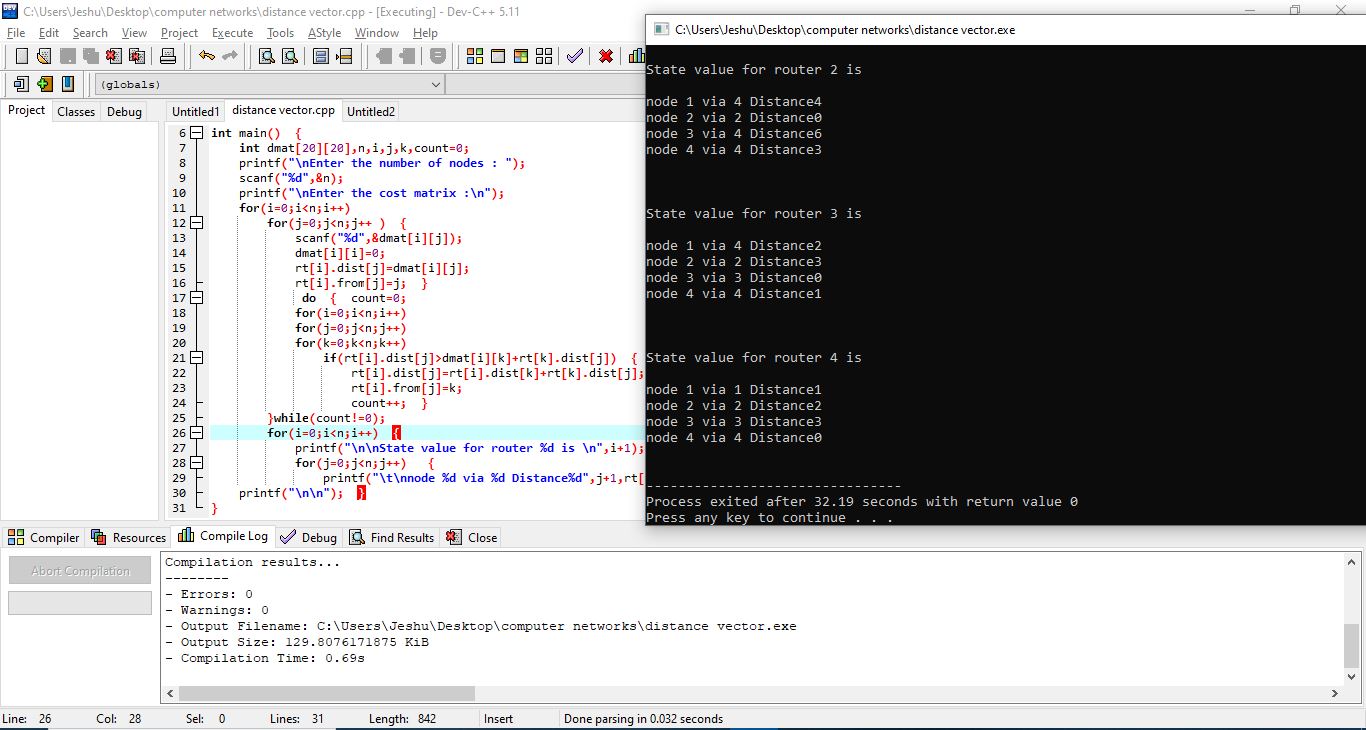 C:\Users\Jeshu\Desktop\computer networks\distance vector.cpp - [Executing] - Dev-C++ 5.11
File Edit Search View Project Execute Tools AStyle Window Help
(globals)
Project Classes Debug
Untitled1 distance vector.cpp Untitled2
6 int main() {
7 int dmat[20][20],n,i,j,k,count=0;
8 printf("\nEnter the number of nodes : ");
9 scanf("%d",&n);
10 printf("\nEnter the cost matrix :\n");
11 for(i=0;i<n;i++)
12 for(j=0;j<n;j++ ) {
13 scanf("%d",&dmat[i][j]);
14 dmat[i][i]=0;
15 rt[i].dist[j]=dmat[i][j];
16 rt[i].from[j]=j; }
17 do { count=0;
18 for(i=0;i<n;i++)
19 for(j=0;j<n;j++)
20 for(k=0;k<n;k++)
21 if(rt[i].dist[j]>dmat[i][k]+rt[k].dist[j]) {
22 rt[i].dist[j]=rt[i].dist[k]+rt[k].dist[j];
23 rt[i].from[j]=k;
24 count++; }
25 }while(count!=0);
26 for(i=0;i<n;i++) {
27 printf("\n\nState value for router %d is \n",i+1);
28 for(j=0;j<n;j++) {
29 printf("\t\nnode %d via %d Distance%d",j+1,rt[
30 printf("\n\n"); }
31 }
C:\Users\Jeshu\Desktop\computer networks\distance vector.exe
State value for router 2 is
node 1 via 4 Distance4
node 2 via 2 Distance0
node 3 via 4 Distance6
node 4 via 4 Distance3
State value for router 3 is
node 1 via 4 Distance2
node 2 via 2 Distance3
node 3 via 3 Distance0
node 4 via 4 Distance1
State value for router 4 is
node 1 via 1 Distance1
node 2 via 2 Distance2
node 3 via 3 Distance3
node 4 via 4 Distance0
--------------------------------
Process exited after 32.19 seconds with return value 0
Press any key to continue . . .
Compiler Resources Compile Log Debug Find Results Close
Abort Compilation
Compilation results...
--------
- Errors: 0
- Warnings: 0
- Output Filename: C:\Users\Jeshu\Desktop\computer networks\distance vector.exe
- Output Size: 129.8076171875 KiB
- Compilation Time: 0.69s
Line: 26 Col: 28 Sel: 0 Lines: 31 Length: 842 Insert Done parsing in 0.032 seconds